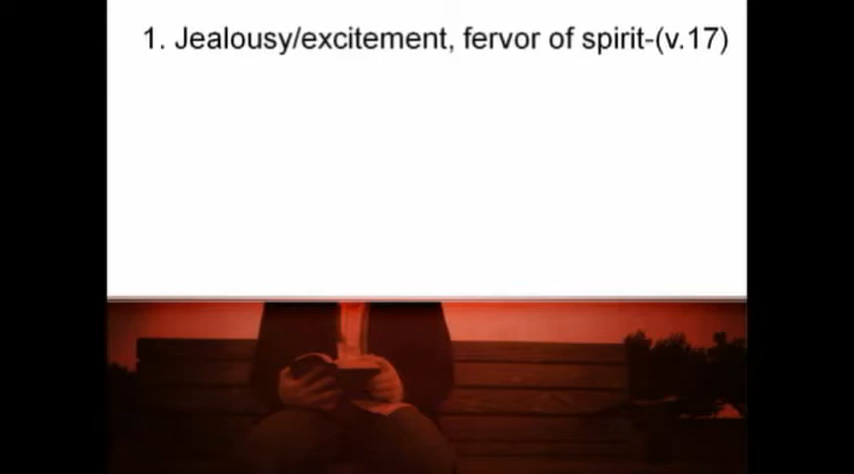 1. Jealousy/excitement, fervor of spirit-(v.17)